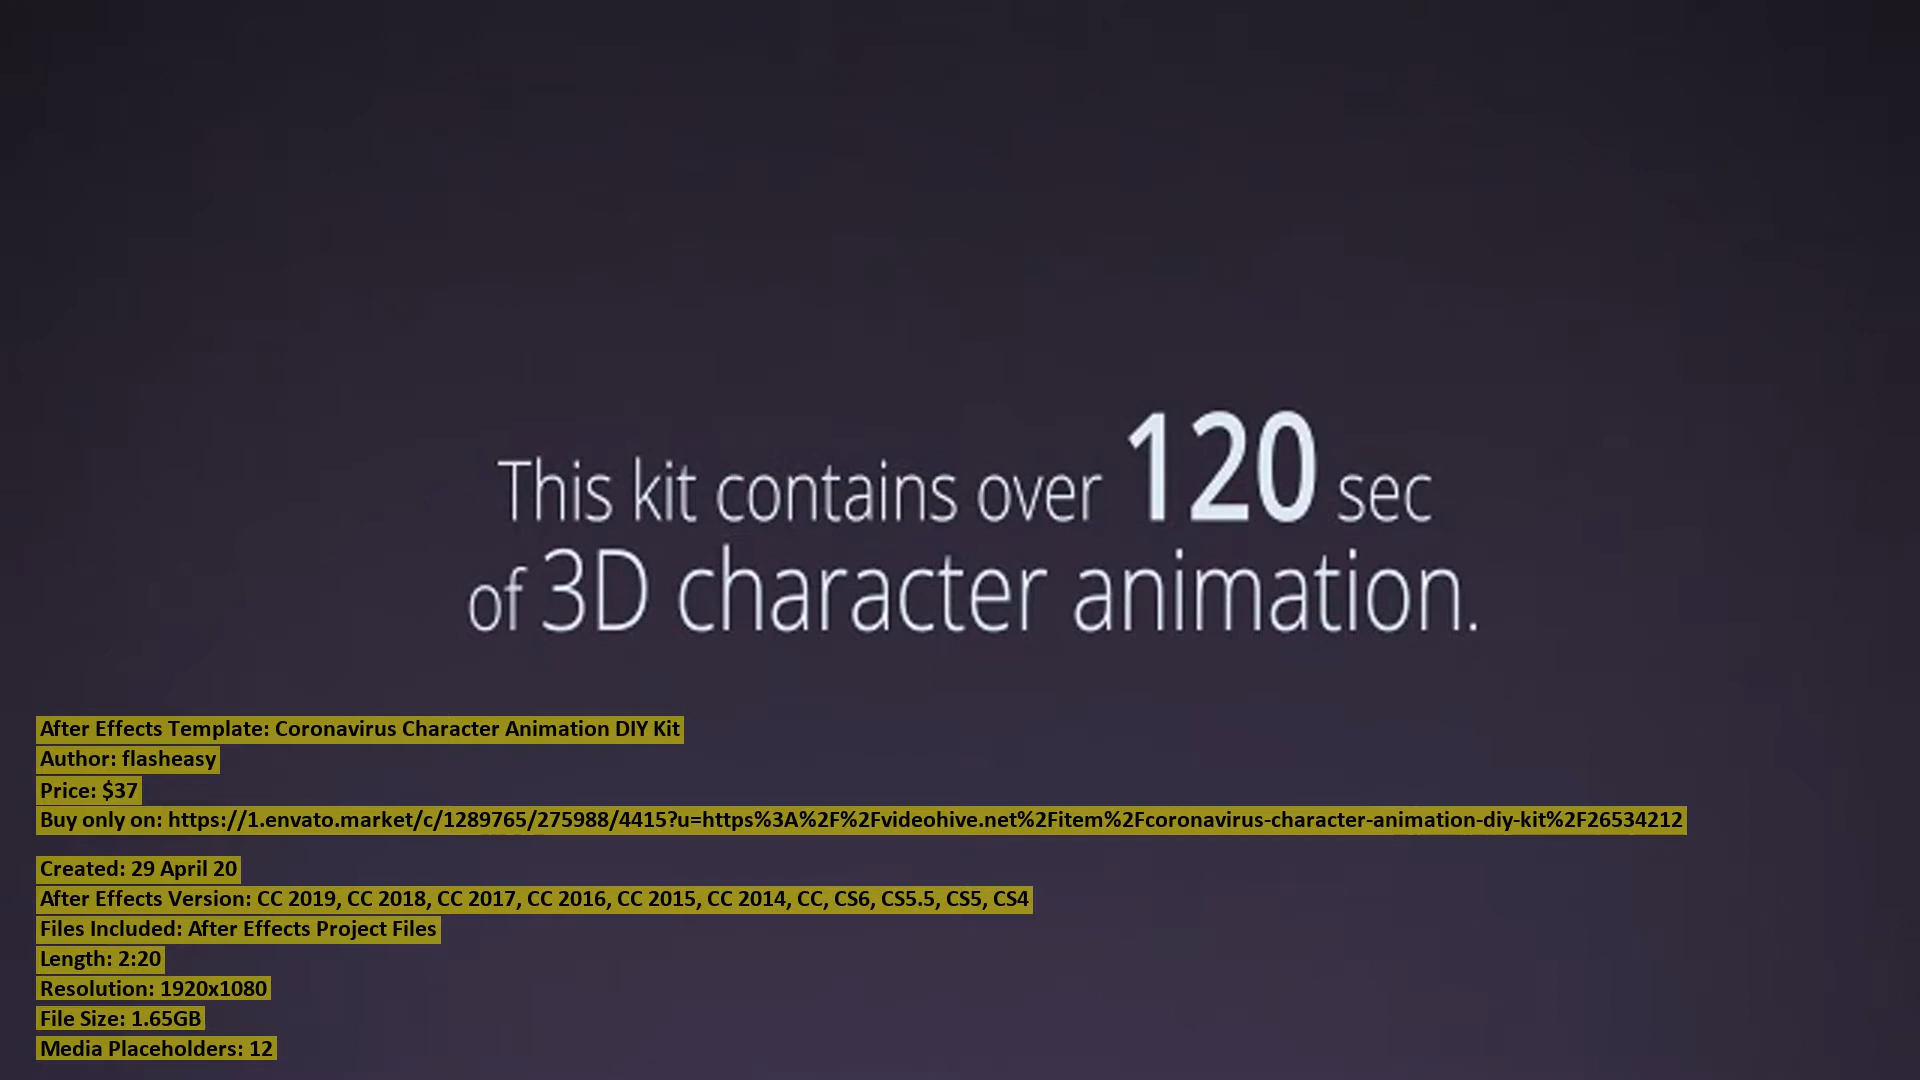 This kit contains over 120 sec
of 3D character animation.
After Effects Template: Coronavirus Character Animation DIY Kit
Author: flasheasy
Price: $37
Buy only on: https://1.envato.market/c/1289765/275988/4415?u=https%3A%2F%2Fvideohive.net%2Fitem%2Fcoronavirus-character-animation-diy-kit%2F26534212
Created: 29 April 20
After Effects Version: CC 2019, CC 2018, CC 2017, CC 2016, CC 2015, CC 2014, CC, CS6, CS5.5, CS5, CS4
Files Included: After Effects Project Files
Length: 2:20
Resolution: 1920x1080
File Size: 1.65GB
Media Placeholders: 12